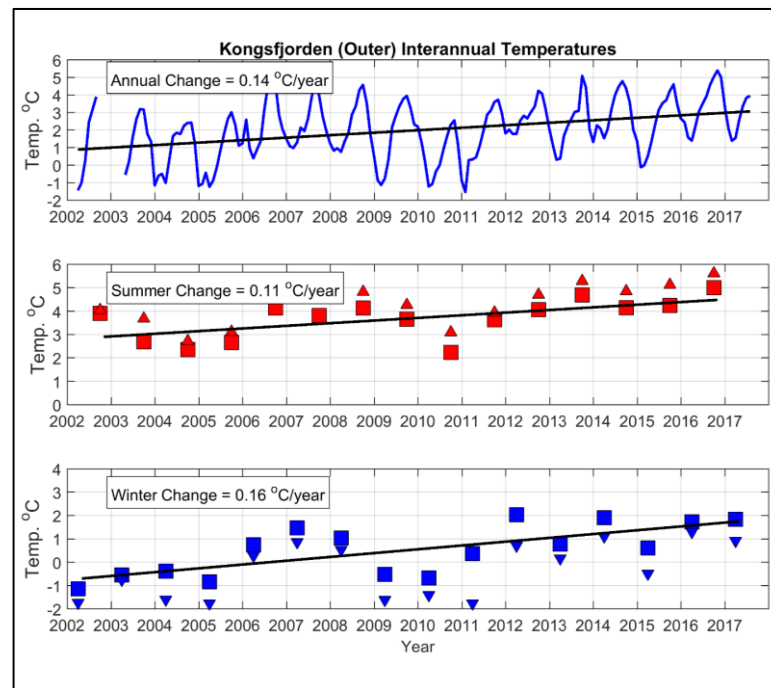 Kongsfjorden (Outer) Interannual Temperatures
Annual Change = 0.14 °C/year
Temp. °C
6
5
4
3
2
1
0
-1
-2
2002 2003 2004 2005 2006 2007 2008 2009 2010 2011 2012 2013 2014 2015 2016 2017
Summer Change = 0.11 °C/year
Temp. °C
6
5
4
3
2
1
0
2002 2003 2004 2005 2006 2007 2008 2009 2010 2011 2012 2013 2014 2015 2016 2017
Winter Change = 0.16 °C/year
Temp. °C
4
3
2
1
0
-1
-2
2002 2003 2004 2005 2006 2007 2008 2009 2010 2011 2012 2013 2014 2015 2016 2017
Year